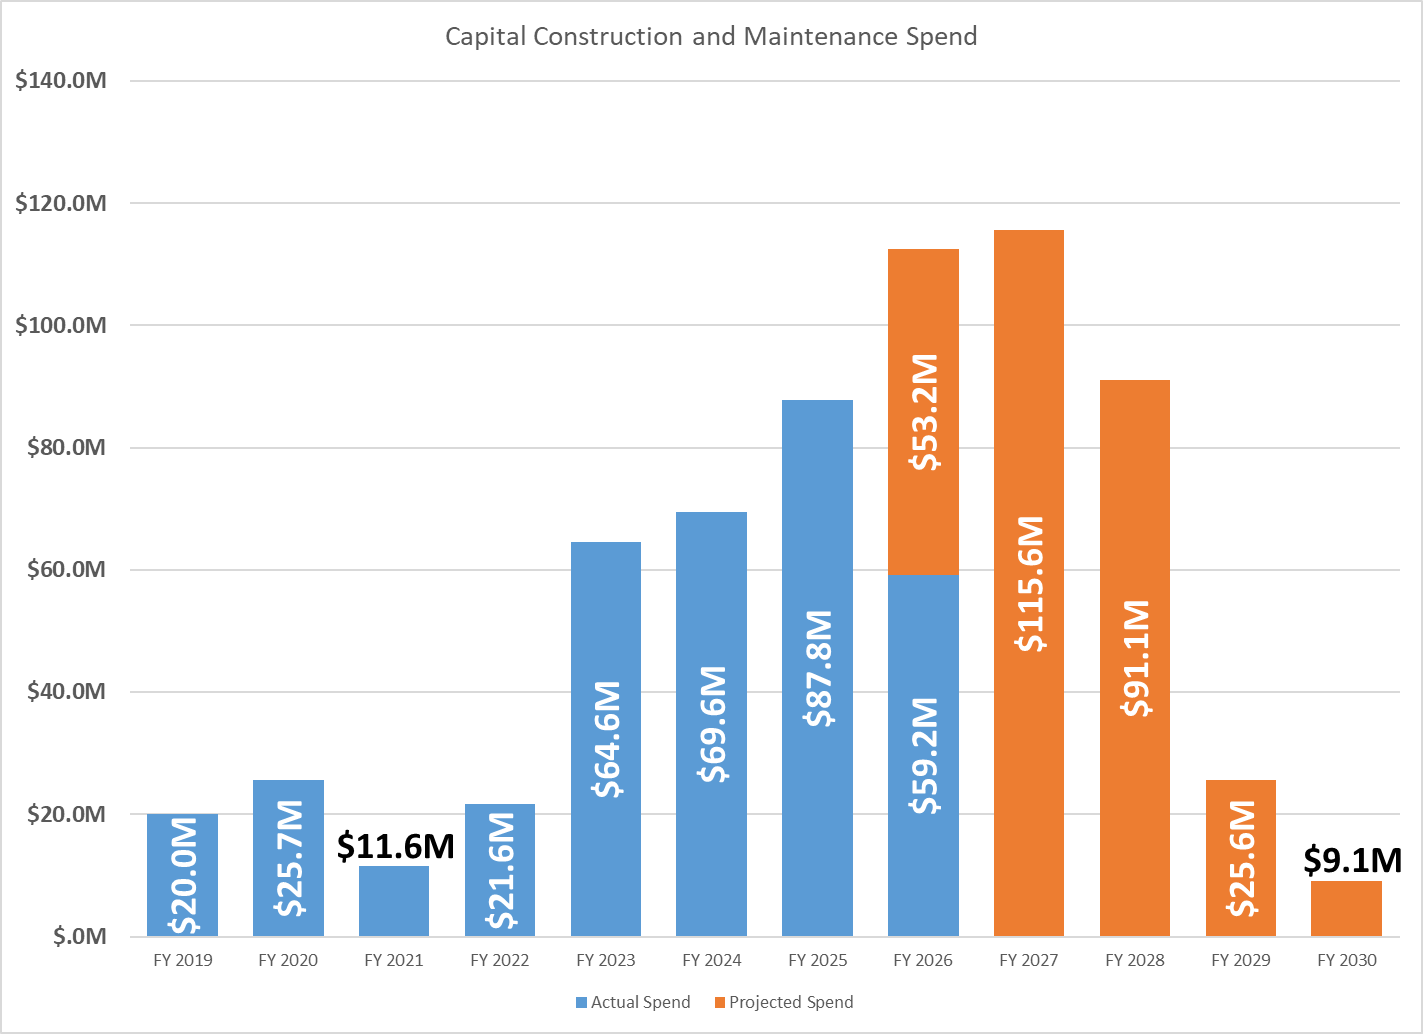 Capital Construction and Maintenance Spend
$140.0M
$120.0M
$100.0M
$80.0M
$60.0M
$40.0M
$20.0M
$.0M
$20.0M
$25.7M
$11.6M
$21.6M
$64.6M
$69.6M
$87.8M
$53.2M
$59.2M
$115.6M
$91.1M
$25.6M
$9.1M
FY 2019 FY 2020 FY 2021 FY 2022 FY 2023 FY 2024 FY 2025 FY 2026 FY 2027 FY 2028 FY 2029 FY 2030
Actual Spend Projected Spend